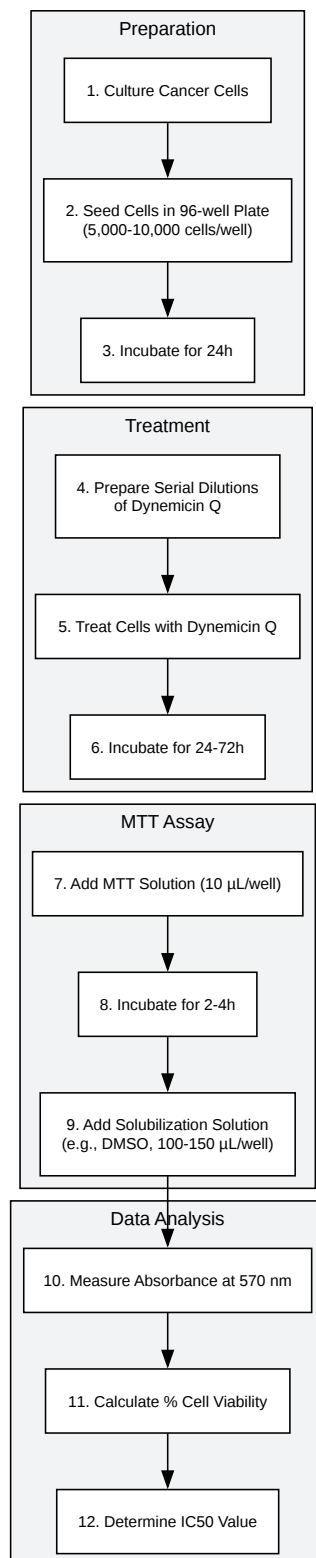 Preparation
1. Culture Cancer Cells
2. Seed Cells in 96-well Plate
(5,000-10,000 cells/well)
3. Incubate for 24h
Treatment
4. Prepare Serial Dilutions
of Dynemicin Q
5. Treat Cells with Dynemicin Q
6. Incubate for 24-72h
MTT Assay
7. Add MTT Solution (10 µL/well)
8. Incubate for 2-4h
9. Add Solubilization Solution
(e.g., DMSO, 100-150 µL/well)
Data Analysis
10. Measure Absorbance at 570 nm
11. Calculate % Cell Viability
12. Determine IC50 Value